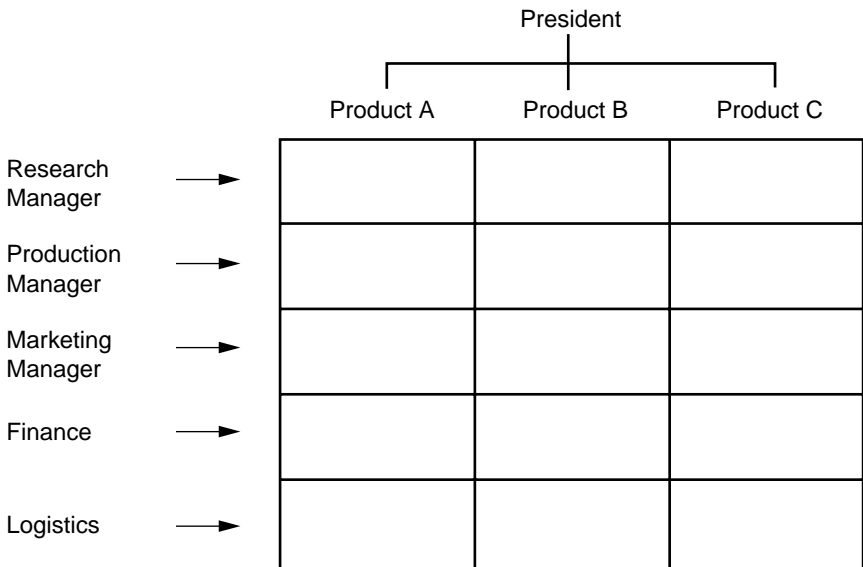 President
Product A Product B Product C
Research
Manager
Production
Manager
Marketing
Manager
Finance
Logistics